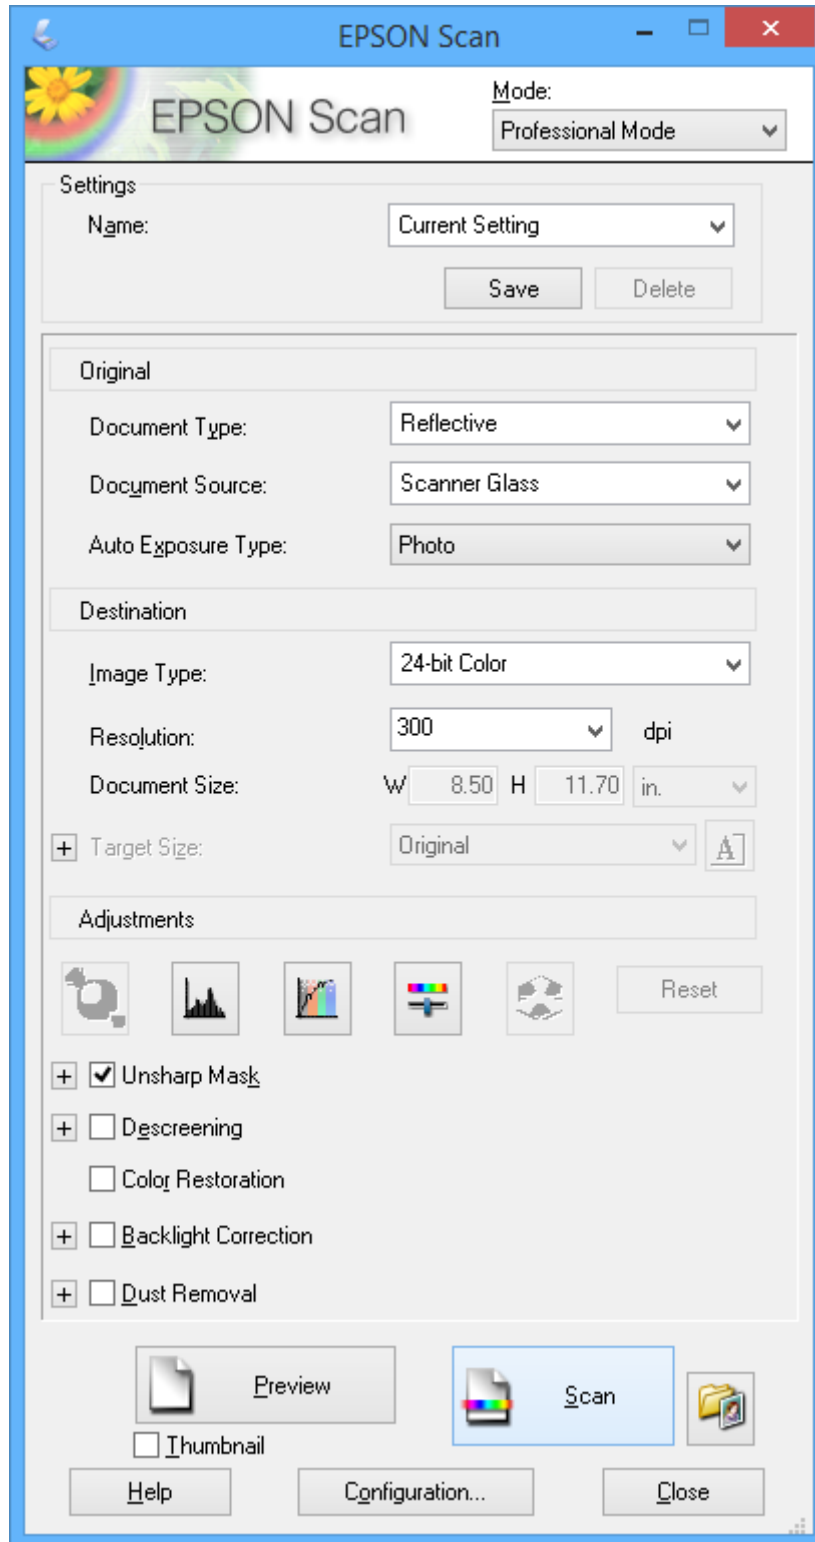 EPSON Scan
EPSON Scan
Mode:
Professional Mode
Settings
Name:
Current Setting
Save
Delete
Original
Document Type:
Reflective
Document Source:
Scanner Glass
Auto Exposure Type:
Photo
Destination
Image Type:
24-bit Color
Resolution:
300
dpi
Document Size:
W 8.50 H 11.70 in.
Target Size:
Original
A
Adjustments
Reset
Unsharp Mask
Descreening
Color Restoration
Backlight Correction
Dust Removal
Preview
Scan
Thumbnail
Help
Configuration...
Close